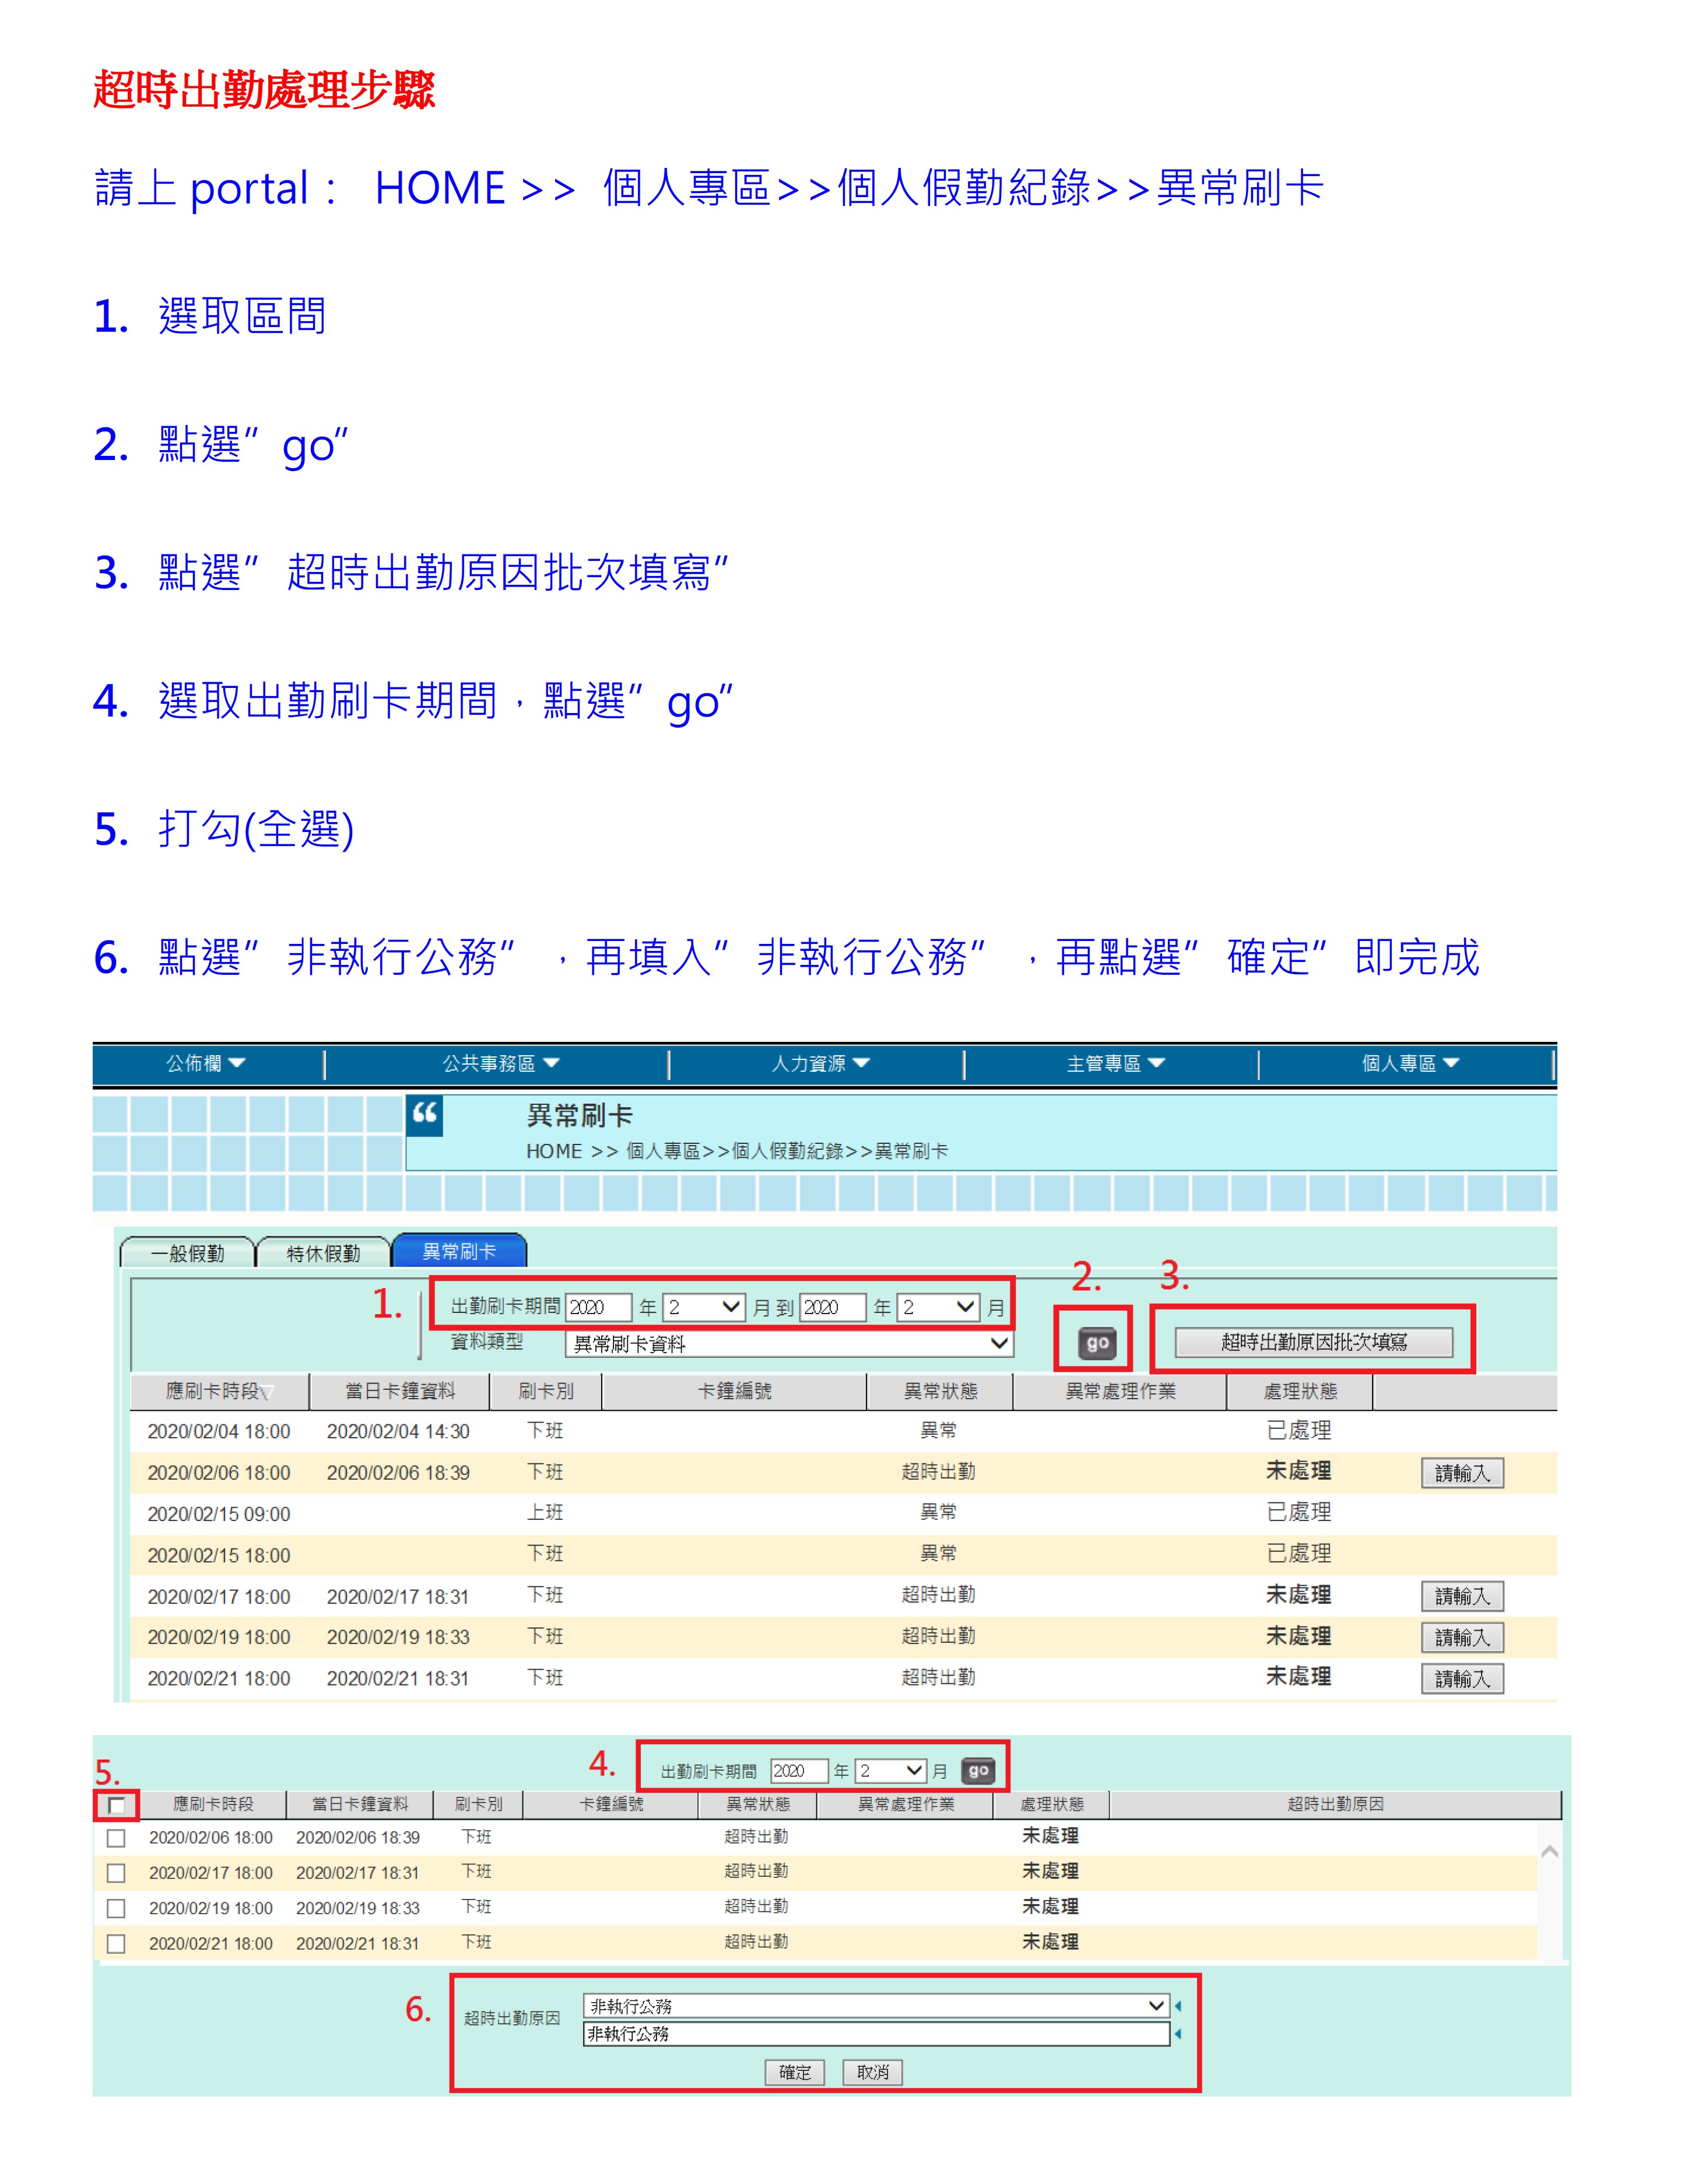 超時出勤處理步驟
請上 portal： HOME >> 個人專區>>個人假勤紀錄>>異常刷卡
1. 選取區間
2. 點選”go“
3. 點選”超時出勤原因批次填寫”
4. 選取出勤刷卡期間，點選”go”
5. 打勾(全選)
6. 點選”非執行公務”，再填入”非執行公務”，再點選”確定”即完成
公佈欄 公共事務區 人力資源 主管專區 個人專區
異常刷卡
HOME >> 個人專區>>個人假勤紀錄>>異常刷卡
一般假勤 特休假勤 異常刷卡
1. 出勤刷卡期間 2020 年 2 月 到 2020 年 2 月 2. 3.
資料類型 異常刷卡資料 go 超時出勤原因批次填寫
應刷卡時段 當日卡鐘資料 刷卡別 卡鐘編號 異常狀態 異常處理作業 處理狀態
2020/02/04 18:00 2020/02/04 14:30 下班 異常 已處理
2020/02/06 18:00 2020/02/06 18:39 下班 超時出勤 未處理 請輸入
2020/02/15 09:00 上班 異常 已處理
2020/02/15 18:00 下班 異常 已處理
2020/02/17 18:00 2020/02/17 18:31 下班 超時出勤 未處理 請輸入
2020/02/19 18:00 2020/02/19 18:33 下班 超時出勤 未處理 請輸入
2020/02/21 18:00 2020/02/21 18:31 下班 超時出勤 未處理 請輸入
5. 4. 出勤刷卡期間 2020 年 2 月 go
應刷卡時段 當日卡鐘資料 刷卡別 卡鐘編號 異常狀態 異常處理作業 處理狀態 超時出勤原因
2020/02/06 18:00 2020/02/06 18:39 下班 超時出勤 未處理
2020/02/17 18:00 2020/02/17 18:31 下班 超時出勤 未處理
2020/02/19 18:00 2020/02/19 18:33 下班 超時出勤 未處理
2020/02/21 18:00 2020/02/21 18:31 下班 超時出勤 未處理
6. 超時出勤原因 非執行公務
非執行公務
確定 取消